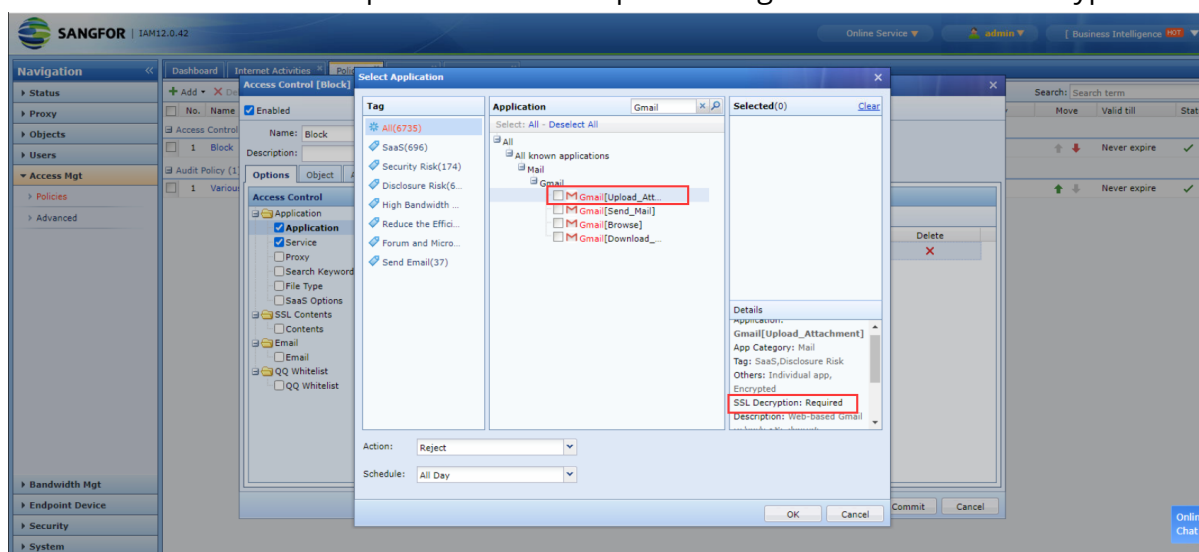 SANGFOR | IAM12.0.42
Online Service ▼
admin ▼
[ Business Intelligence HOT ▼
Navigation «
Status
Proxy
Objects
Users
Access Mgt
Policies
Advanced
Bandwidth Mgt
Endpoint Device
Security
System
Dashboard
Internet Activities
+ Add
Search: Search term
No. Name
Move Valid till
Access Control
1 Block
Never expire
Audit Policy (1
1 Variou
Never expire
Access Control [Block]
Enabled
Name: Block
Description:
Options Object
Access Control
Application
Application
Service
Proxy
Search Keyword
File Type
SaaS Options
SSL Contents
Contents
Email
Email
QQ Whitelist
QQ Whitelist
Delete
Commit Cancel
Select Application
Tag
All(6735)
SaaS(696)
Security Risk(174)
Disclosure Risk(6...
High Bandwidth ...
Reduce the Effici...
Forum and Micro...
Send Email(37)
Application Gmail
Select: All - Deselect All
All
All known applications
Mail
Gmail
Gmail[Upload_Att...
Gmail[Send_Mail]
Gmail[Browse]
Gmail[Download_...
Selected(0) Clear
Details
Application:
Gmail[Upload_Attachment]
App Category: Mail
Tag: SaaS,Disclosure Risk
Others: Individual app,
Encrypted
SSL Decryption: Required
Description: Web-based Gmail
Action: Reject
Schedule: All Day
OK Cancel